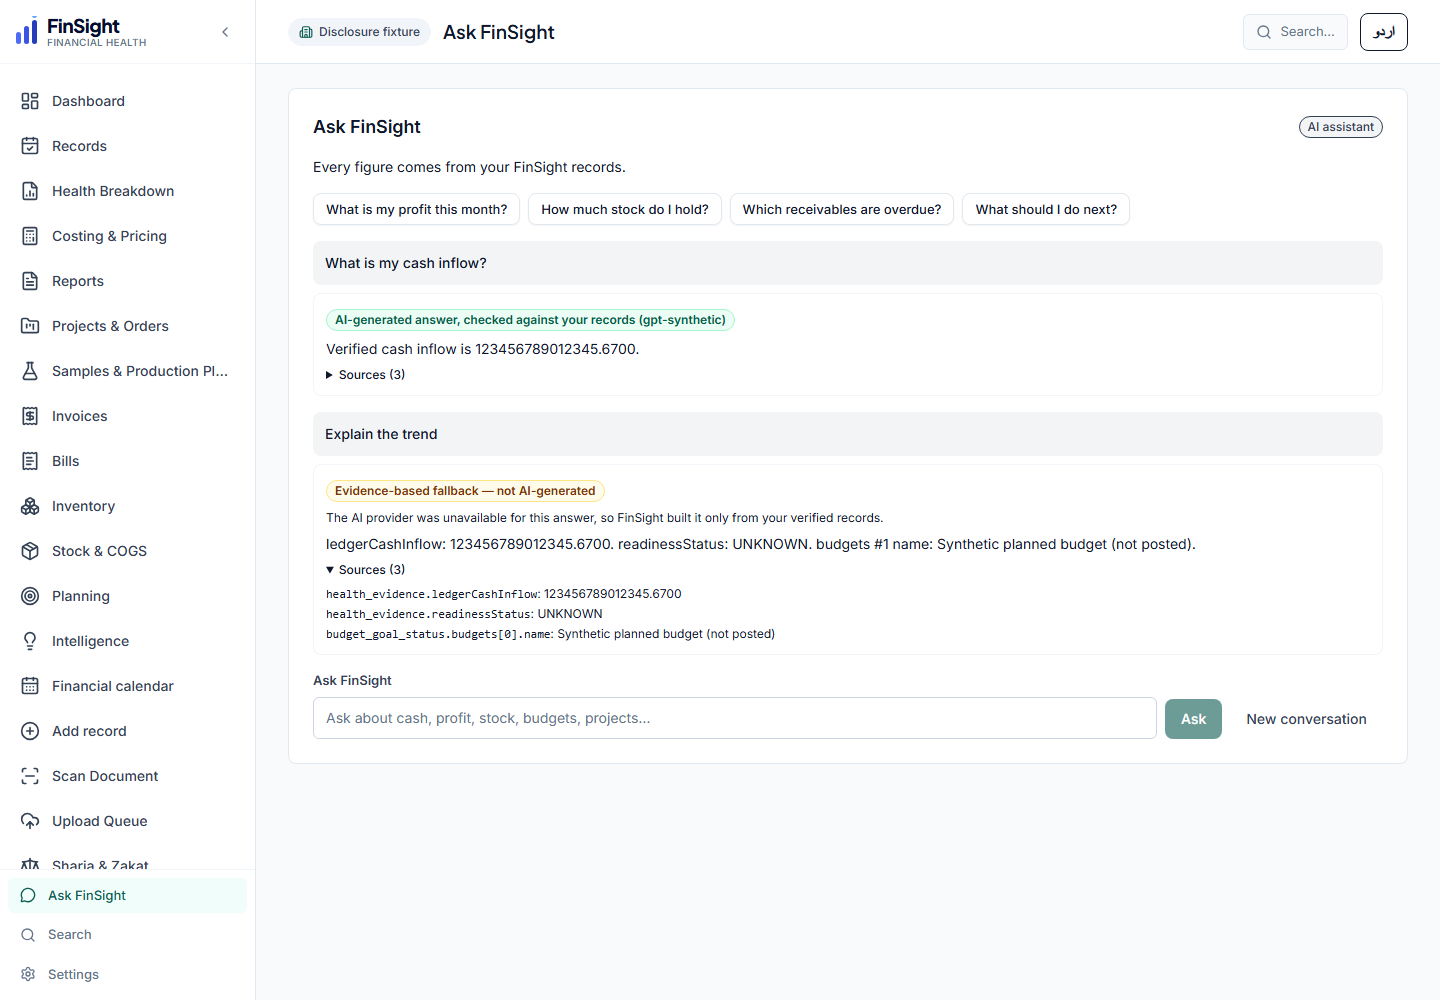 FinSight
FINANCIAL HEALTH
Disclosure fixture
Ask FinSight
Search...
اردو
Dashboard
Records
Health Breakdown
Costing & Pricing
Reports
Projects & Orders
Samples & Production Pl...
Invoices
Bills
Inventory
Stock & COGS
Planning
Intelligence
Financial calendar
Add record
Scan Document
Upload Queue
Sharia & Zakat
Ask FinSight
Search
Settings
Ask FinSight
AI assistant
Every figure comes from your FinSight records.
What is my profit this month?
How much stock do I hold?
Which receivables are overdue?
What should I do next?
What is my cash inflow?
AI-generated answer, checked against your records (gpt-synthetic)
Verified cash inflow is 123456789012345.6700.
Sources (3)
Explain the trend
Evidence-based fallback — not AI-generated
The AI provider was unavailable for this answer, so FinSight built it only from your verified records.
ledgerCashInflow: 123456789012345.6700. readinessStatus: UNKNOWN. budgets #1 name: Synthetic planned budget (not posted).
Sources (3)
health_evidence.ledgerCashInflow: 123456789012345.6700
health_evidence.readinessStatus: UNKNOWN
budget_goal_status.budgets[0].name: Synthetic planned budget (not posted)
Ask FinSight
Ask about cash, profit, stock, budgets, projects...
Ask
New conversation